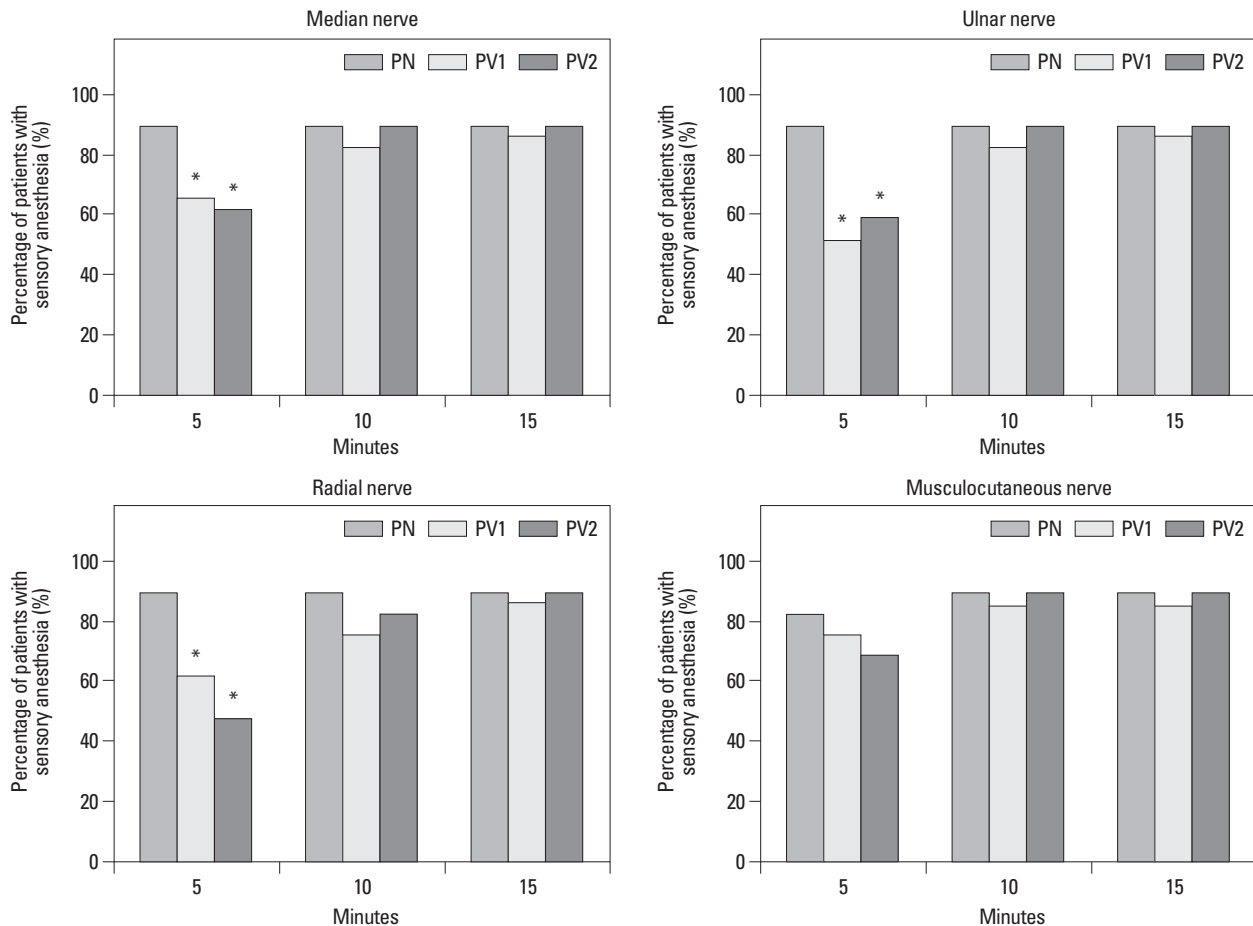 Median nerve
PN PV1 PV2
Percentage of patients with
sensory anesthesia (%)
100
80
60
40
20
0
* *
5 10 15
Minutes
Ulnar nerve
PN PV1 PV2
Percentage of patients with
sensory anesthesia (%)
100
80
60
40
20
0
* *
5 10 15
Minutes
Radial nerve
PN PV1 PV2
Percentage of patients with
sensory anesthesia (%)
100
80
60
40
20
0
* *
5 10 15
Minutes
Musculocutaneous nerve
PN PV1 PV2
Percentage of patients with
sensory anesthesia (%)
100
80
60
40
20
0
5 10 15
Minutes